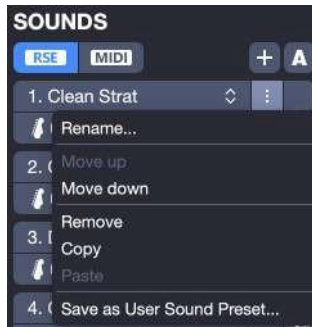 SOUNDS
RSE MIDI + A
1. Clean Strat
Rename...
2. Move up
Move down
Remove
3. Copy
Paste
4. Save as User Sound Preset...